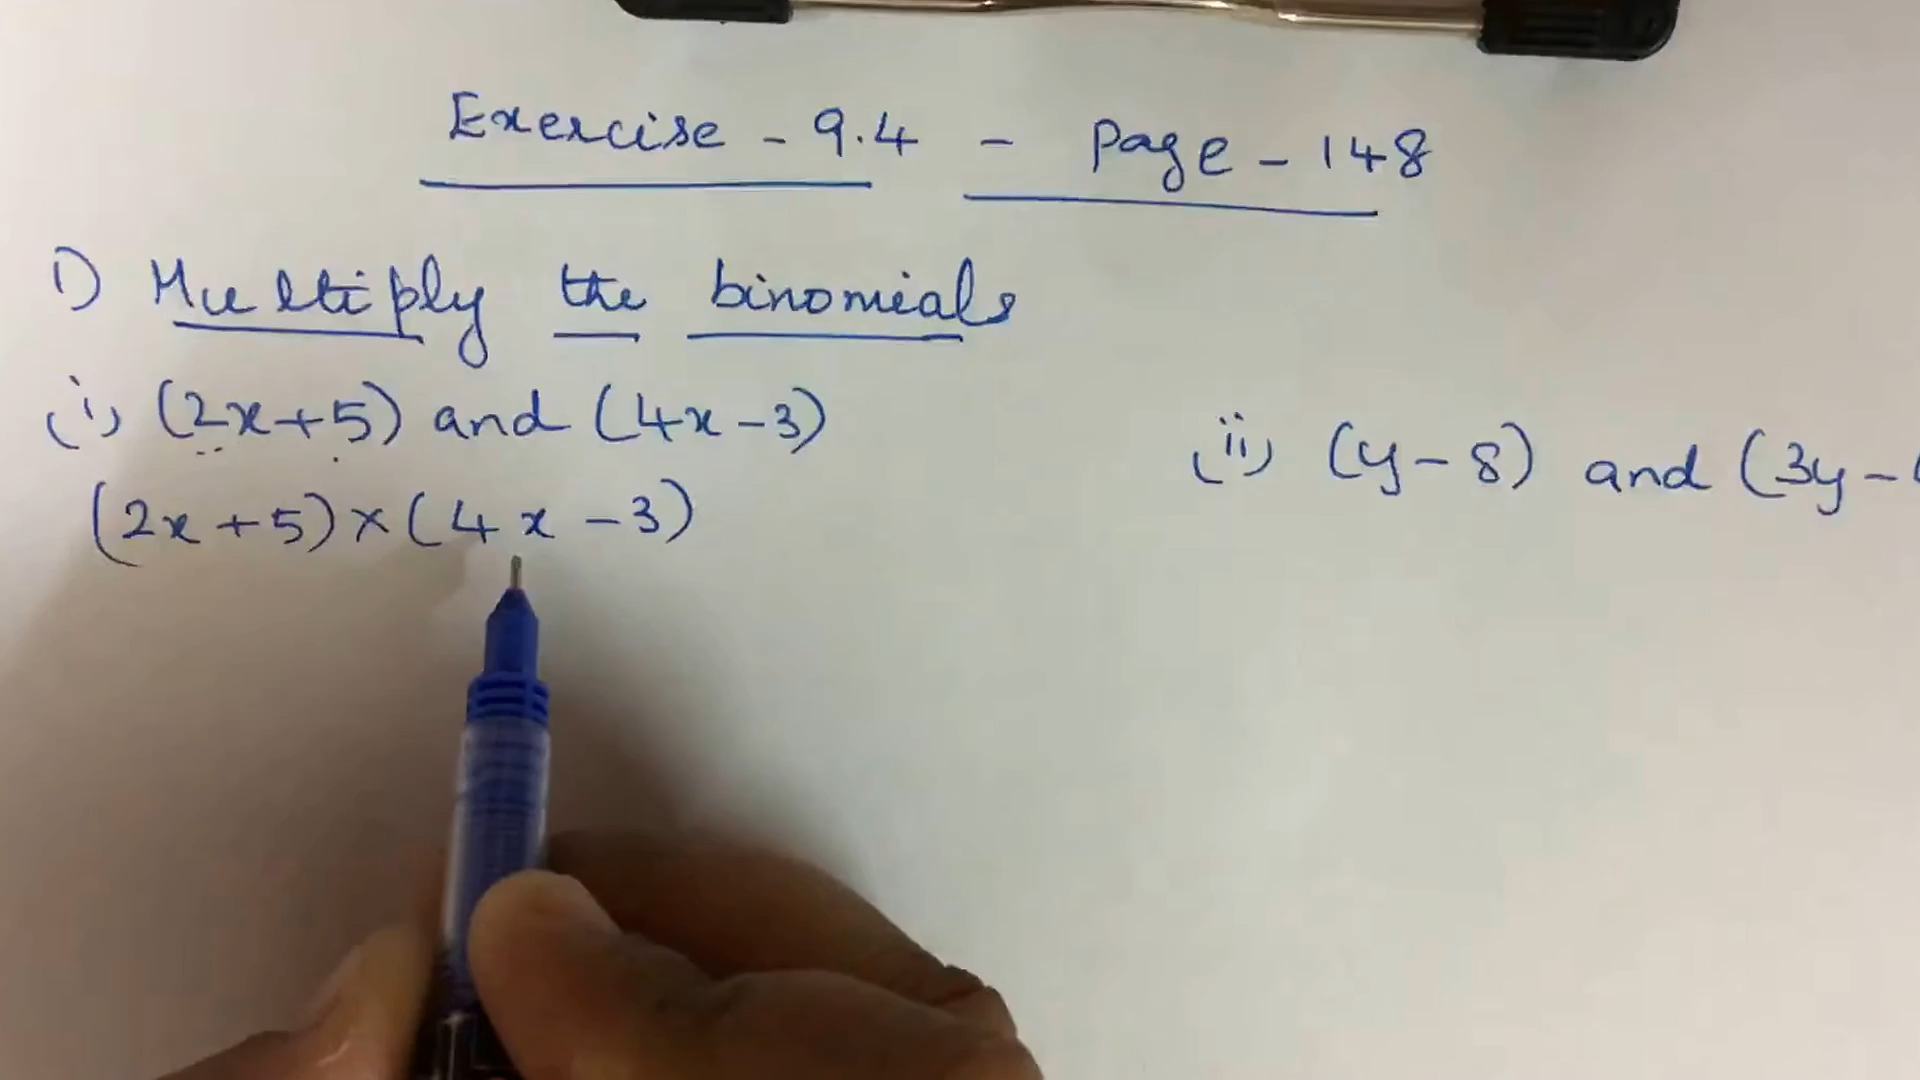 Exercise - 9.4 - Page - 148
1) Multiply the binomials
(i) (2x+5) and (4x-3)
(ii) (y-8) and (3y-
(2x+5)×(4x-3)